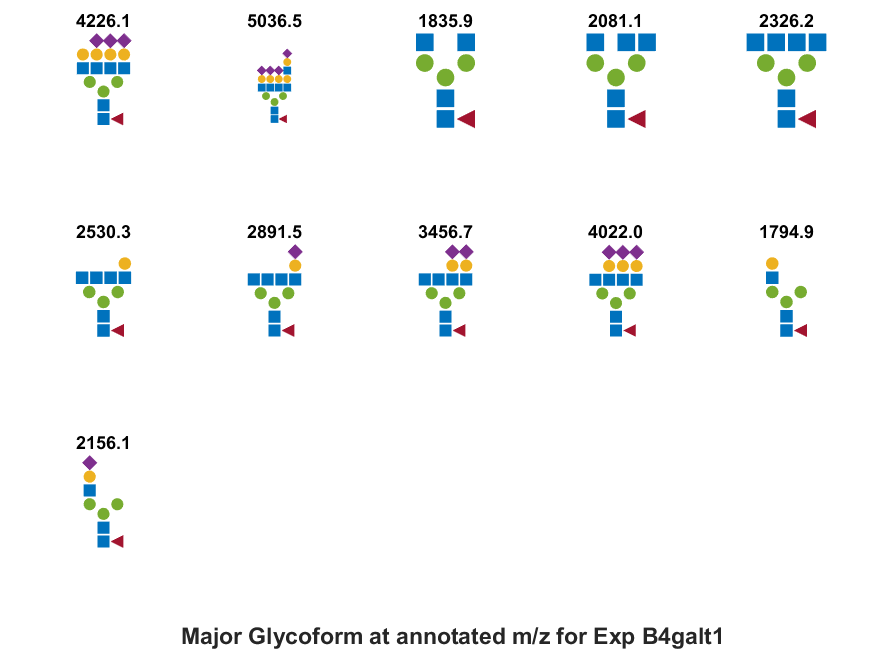 4226.1 5036.5 1835.9 2081.1 2326.2
2530.3 2891.5 3456.7 4022.0 1794.9
2156.1
Major Glycoform at annotated m/z for Exp B4galt1